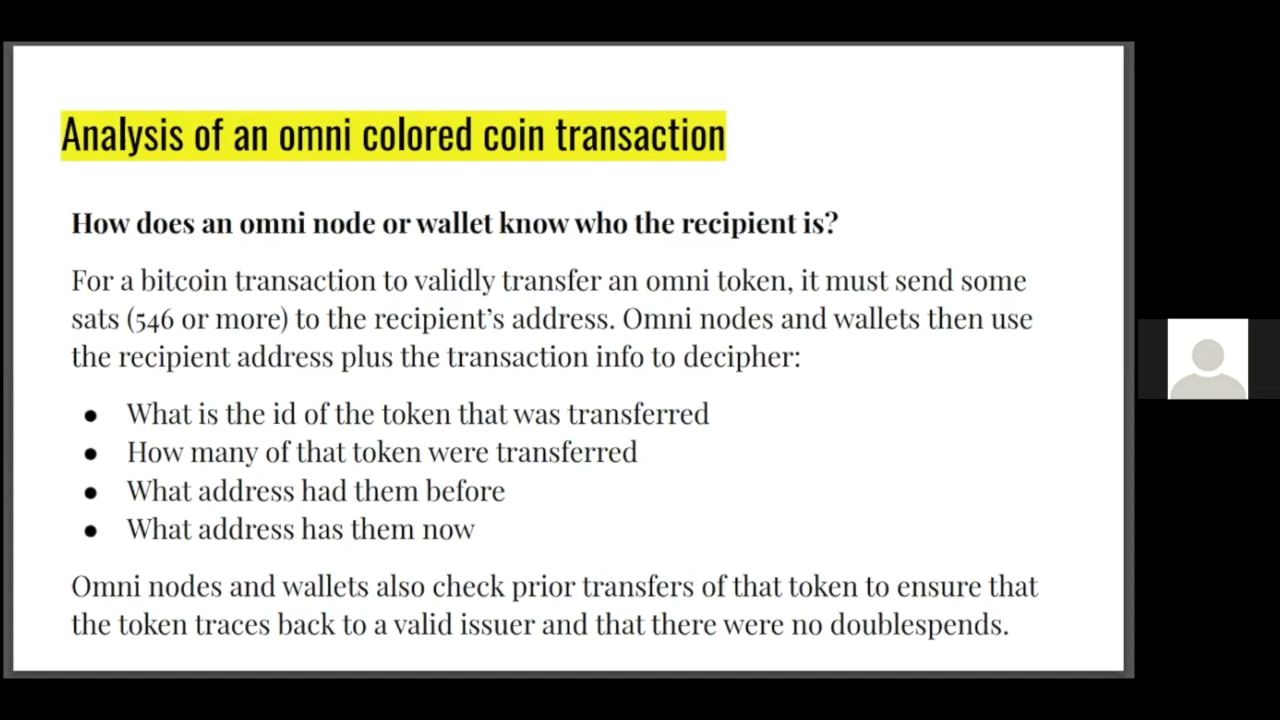 Analysis of an omni colored coin transaction
How does an omni node or wallet know who the recipient is?
For a bitcoin transaction to validly transfer an omni token, it must send some
sats (546 or more) to the recipient’s address. Omni nodes and wallets then use
the recipient address plus the transaction info to decipher:
● What is the id of the token that was transferred
● How many of that token were transferred
● What address had them before
● What address has them now
Omni nodes and wallets also check prior transfers of that token to ensure that
the token traces back to a valid issuer and that there were no doublespends.